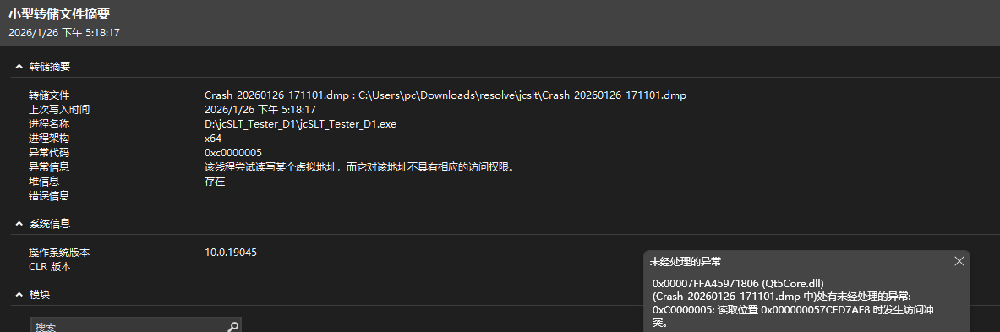 小型转储文件摘要
2026/1/26 下午 5:18:17
转储摘要
转储文件 Crash_20260126_171101.dmp : C:\Users\pc\Downloads\resolve\jcslt\Crash_20260126_171101.dmp
上次写入时间 2026/1/26 下午 5:18:17
进程名称 D:\jcSLT_Tester_D1\jcSLT_Tester_D1.exe
进程架构 x64
异常代码 0xc0000005
异常信息 该线程尝试读写某个虚拟地址，而它对该地址不具有相应的访问权限。
堆信息 存在
错误信息
系统信息
操作系统版本 10.0.19045
CLR 版本
模块
搜索
未经处理的异常
0x00007FFA45971806 (Qt5Core.dll)
(Crash_20260126_171101.dmp 中)处有未经处理的异常:
0xC0000005: 读取位置 0x000000057CFD7AF8 时发生访问冲
突。